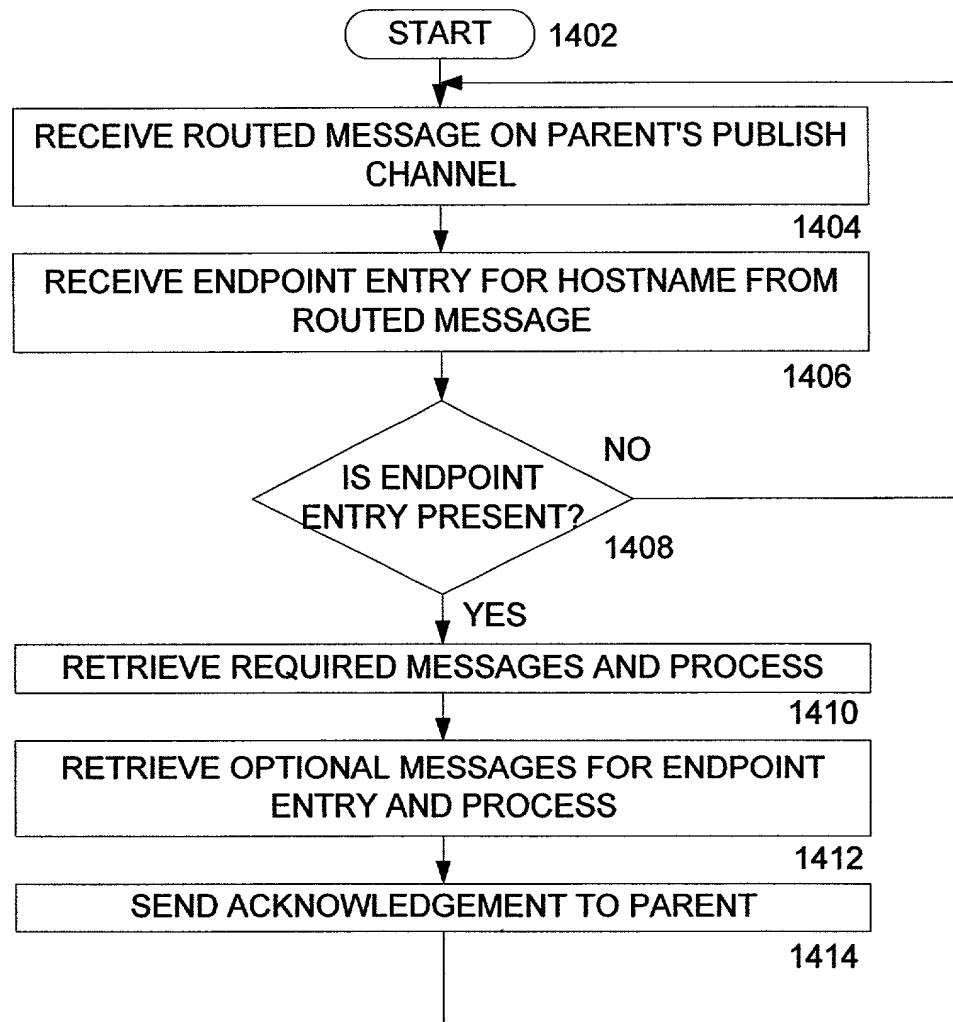 START 1402
RECEIVE ROUTED MESSAGE ON PARENT'S PUBLISH
CHANNEL
1404
RECEIVE ENDPOINT ENTRY FOR HOSTNAME FROM
ROUTED MESSAGE
1406
NO
IS ENDPOINT
ENTRY PRESENT?
1408
YES
RETRIEVE REQUIRED MESSAGES AND PROCESS
1410
RETRIEVE OPTIONAL MESSAGES FOR ENDPOINT
ENTRY AND PROCESS
1412
SEND ACKNOWLEDGEMENT TO PARENT
1414